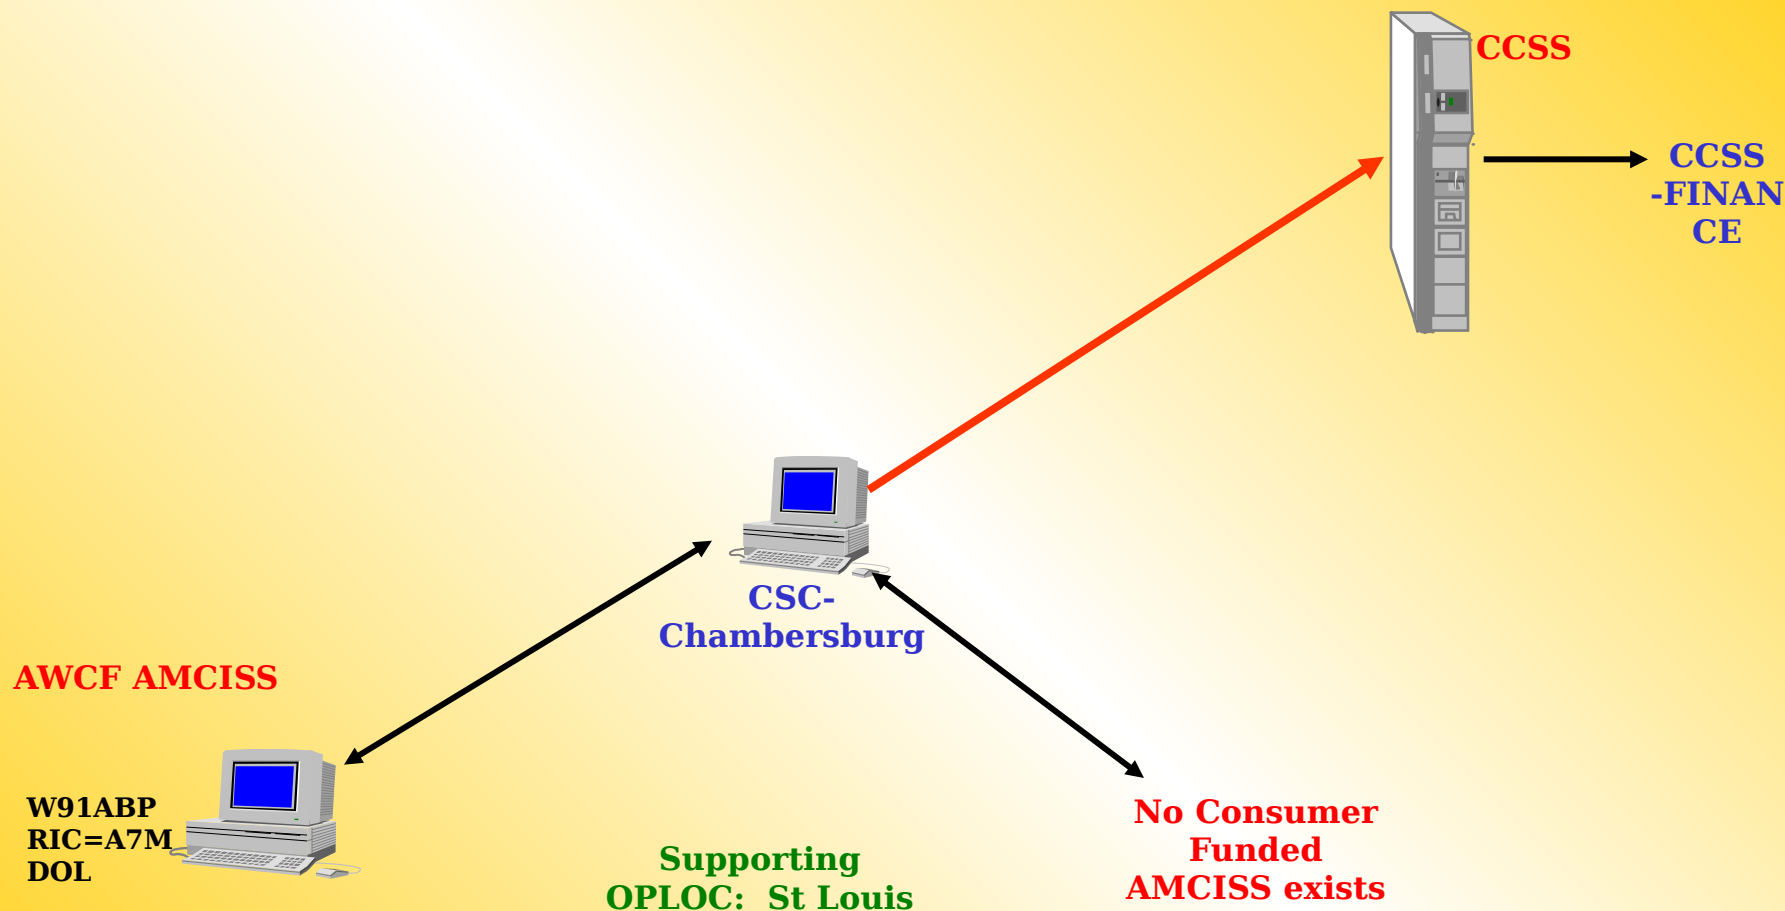 CCSS
CCSS
-FINAN
CE
CSC-
Chambersburg
AWCF AMCISS
W91ABP
RIC=A7M
DOL
Supporting
OPLOC: St Louis
No Consumer
Funded
AMCISS exists